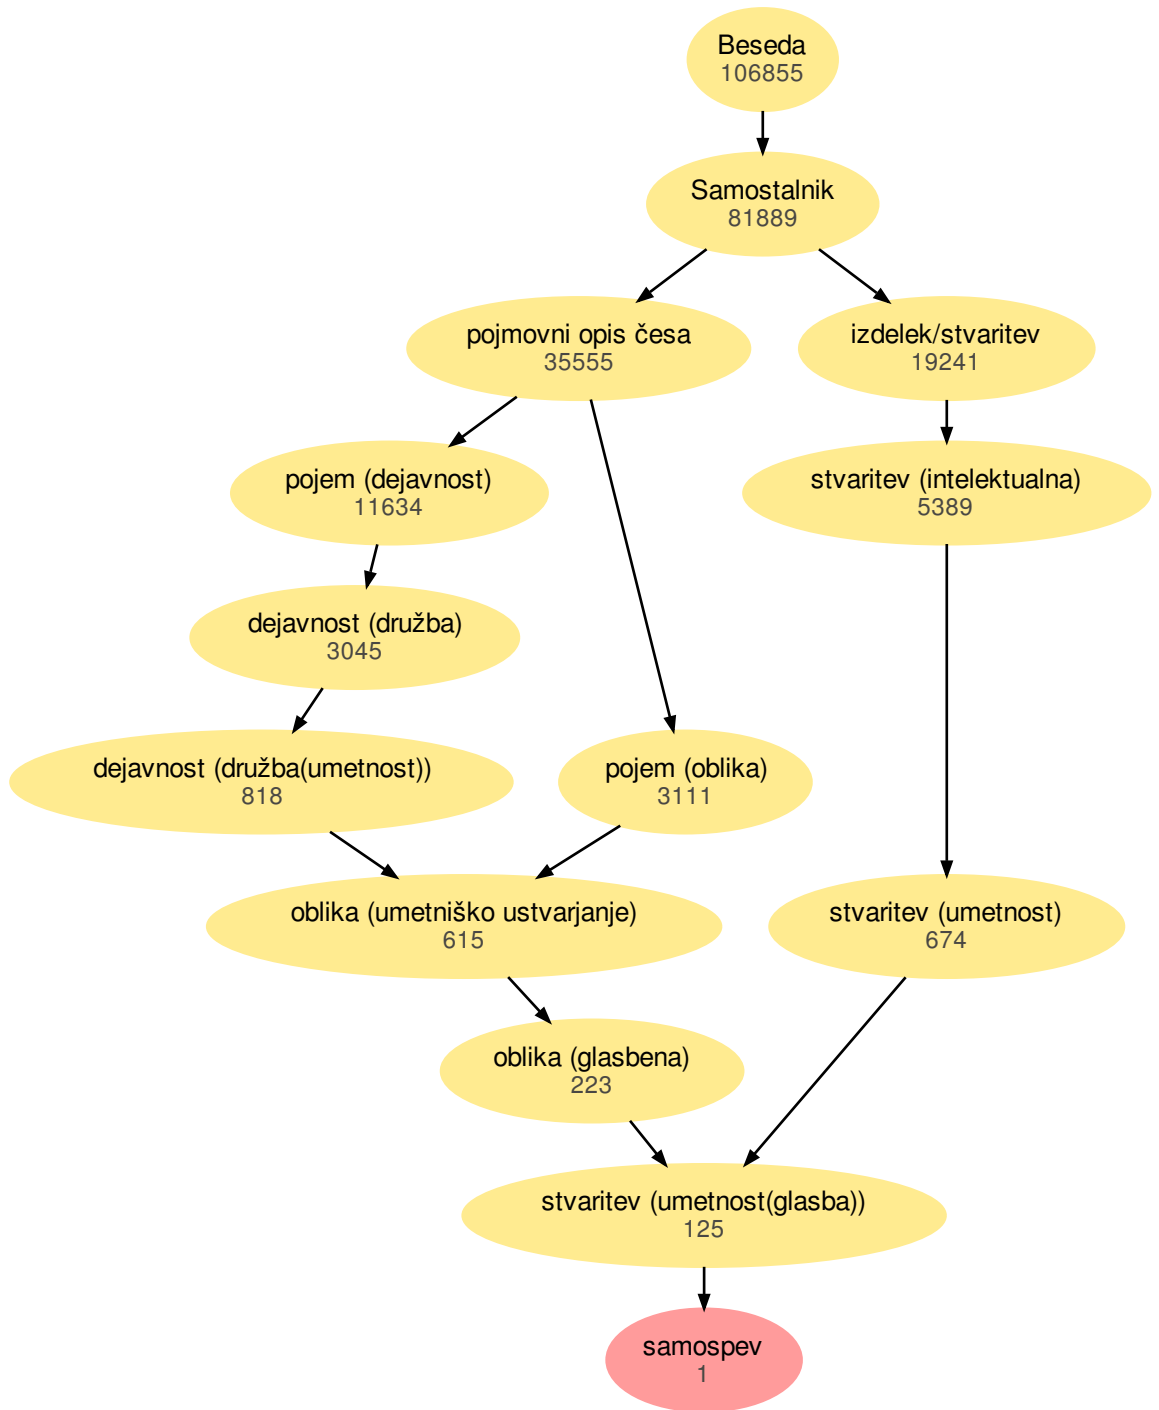 Beseda
106855
Samostalnik
81889
pojmovni opis česa
35555
izdelek/stvaritev
19241
pojem (dejavnost)
11634
stvaritev (intelektualna)
5389
dejavnost (družba)
3045
dejavnost (družba(umetnost))
818
pojem (oblika)
3111
oblika (umetniško ustvarjanje)
615
stvaritev (umetnost)
674
oblika (glasbena)
223
stvaritev (umetnost(glasba))
125
samospev
1